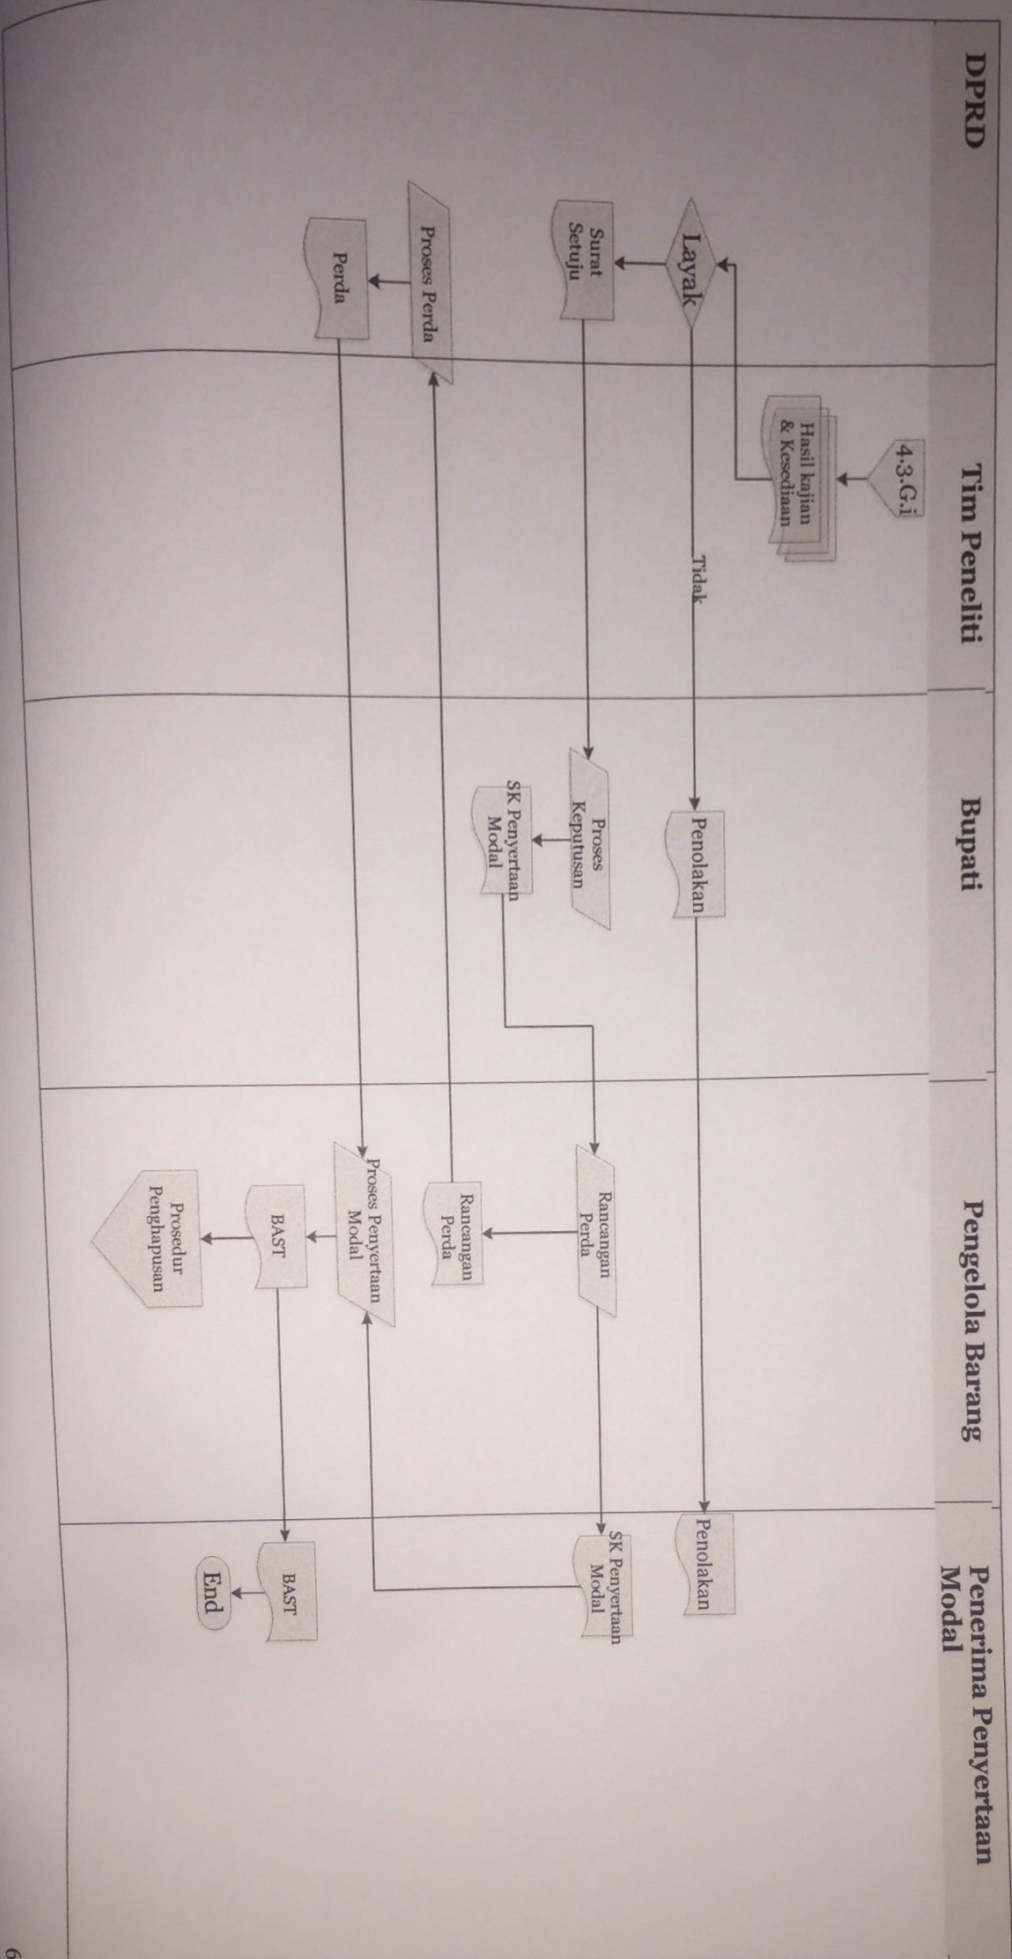 DPRD
Tim Peneliti
Bupati
Pengelola Barang
Penerima Penyertaan
Modal
4.3.G.i
Hasil kajian
& Kesediaan
Layak
Tidak
Penolakan
Penolakan
Surat
Setuju
Proses
Keputusan
Rancangan
Perda
SK Penyertaan
Modal
SK Penyertaan
Modal
Rancangan
Perda
Proses Perda
Perda
Proses Penyertaan
Modal
BAST
BAST
Prosedur
Penghapusan
End
6